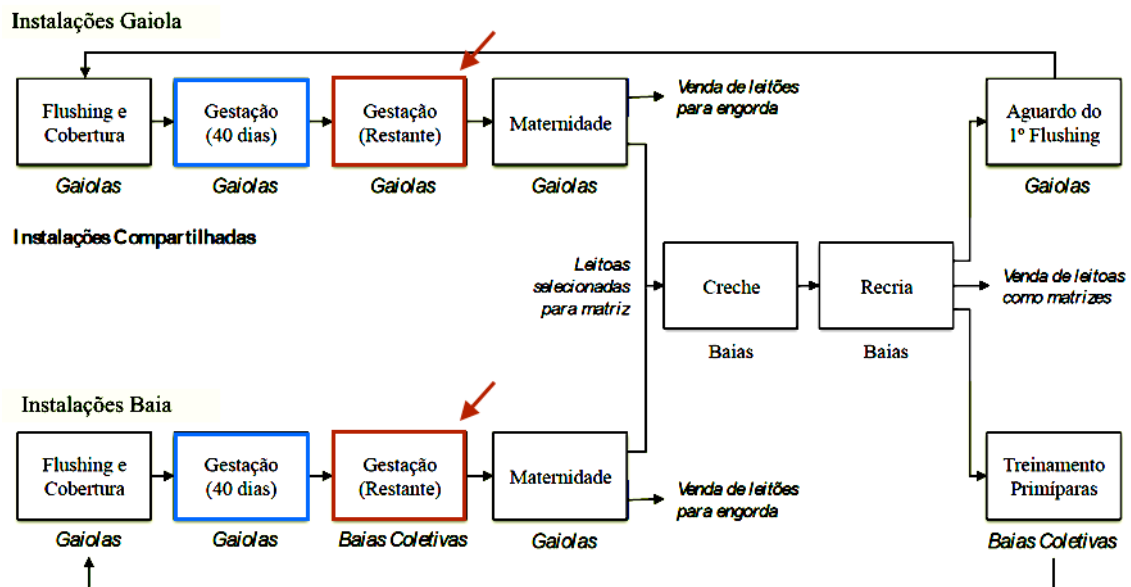 Instalações Gaiola
Flushing e
Cobertura
Gaiolas
Gestação
(40 dias)
Gaiolas
Gestação
(Restante)
Gaiolas
Maternidade
Gaiolas
Venda de leitões
para engorda
Aguardo do
1º Flushing
Gaiolas
Instalações Compartilhadas
Leitoas
selecionadas
para matriz
Creche
Baias
Recria
Baias
Venda de leitoas
como matrizes
Instalações Baia
Flushing e
Cobertura
Gaiolas
Gestação
(40 dias)
Gaiolas
Gestação
(Restante)
Baias Coletivas
Maternidade
Gaiolas
Venda de leitões
para engorda
Treinamento
Primíparas
Baias Coletivas